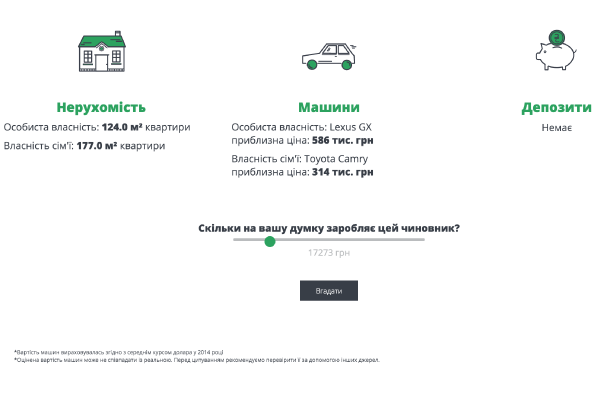 Нерухомість
Особиста власність: 124.0 м² квартири
Власність сім'ї: 177.0 м² квартири
Машини
Особиста власність: Lexus GX
приблизна ціна: 586 тис. грн
Власність сім'ї: Toyota Camry
приблизна ціна: 314 тис. грн
Депозити
Немає
Скільки на вашу думку заробляє цей чиновник?
17273 грн
Вгадати
*Вартість машин вираховувалась згідно з середнім курсом долара у 2014 році
*Оцінена вартість машин може не співпадати із реальною. Перед цитуванням рекомендуємо перевірити її за допомогою інших джерел.